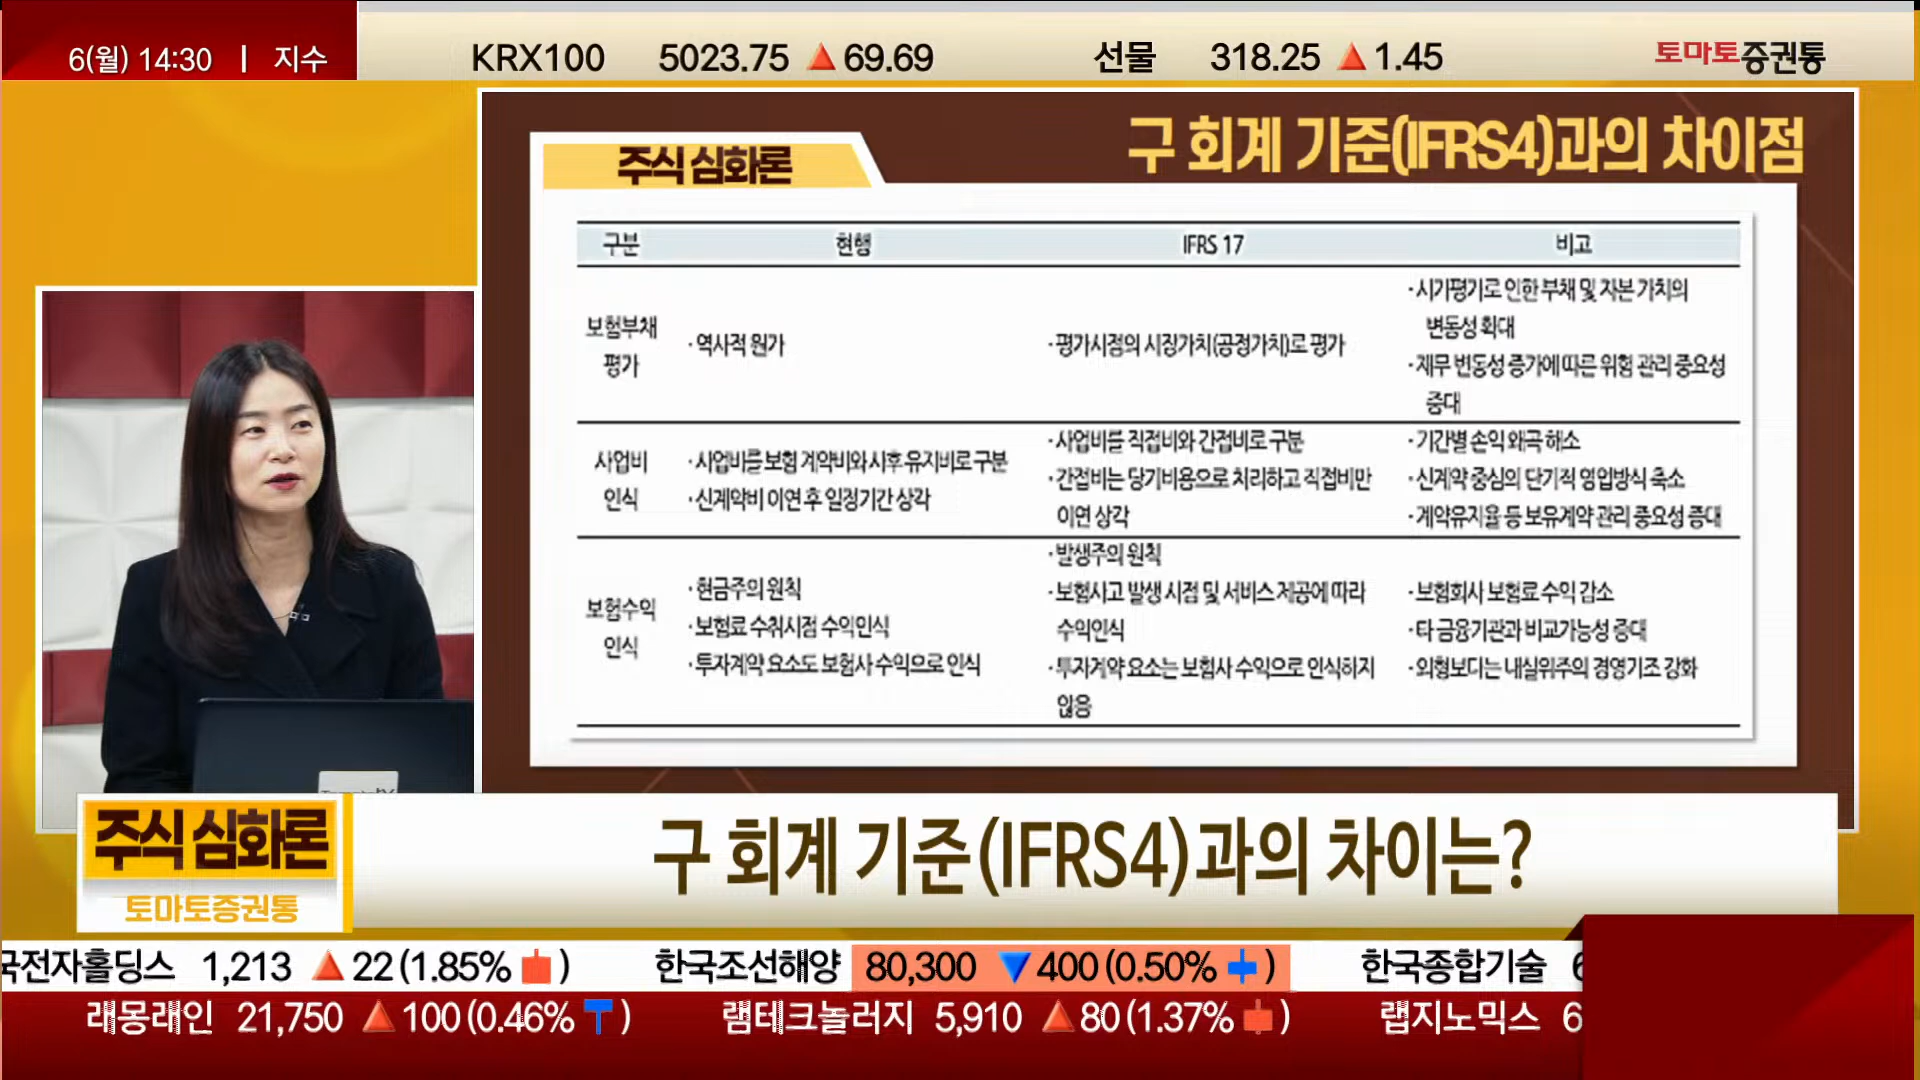 6(월) 14:30 | 지수
KRX100 5023.75 ▲ 69.69 선물 318.25 ▲ 1.45
토마토증권통
구 회계 기준(IFRS4)과의 차이점
주식 심화론
구분 현행 IFRS 17 비고
보험부채
평가
· 역사적 원가
· 평가시점의 시장가치(공정가치)로 평가
· 시가평가로 인한 부채 및 자본 가치의
변동성 확대
· 재무 변동성 증가에 따른 위험 관리 중요성
증대
사업비
인식
· 사업비를 보험 계약비와 사후 유지비로 구분
· 신계약비 이연 후 일정기간 상각
· 사업비를 직접비와 간접비로 구분
· 간접비는 당기비용으로 처리하고 직접비만
이연 상각
· 기간별 손익 왜곡 해소
· 신계약 중심의 단기적 영업방식 축소
· 계약유지율 등 보유계약 관리 중요성 증대
보험수익
인식
· 현금주의 원칙
· 보험료 수취시점 수익인식
· 투자계약 요소도 보험사 수익으로 인식
· 발생주의 원칙
· 보험사고 발생 시점 및 서비스 제공에 따라
수익인식
· 투자계약 요소는 보험사 수익으로 인식하지
않음
· 보험회사 보험료 수익 감소
· 타 금융기관과 비교가능성 증대
· 외형보다는 내실위주의 경영기조 강화
주식 심화론
토마토증권통
구 회계 기준(IFRS4)과의 차이는?
국전자홀딩스 1,213 ▲ 22 (1.85% ) 한국조선해양 80,300 ▼ 400 (0.50% ) 한국종합기술 6
래몽래인 21,750 ▲ 100 (0.46% ) 램테크놀러지 5,910 ▲ 80 (1.37% ) 랩지노믹스 6